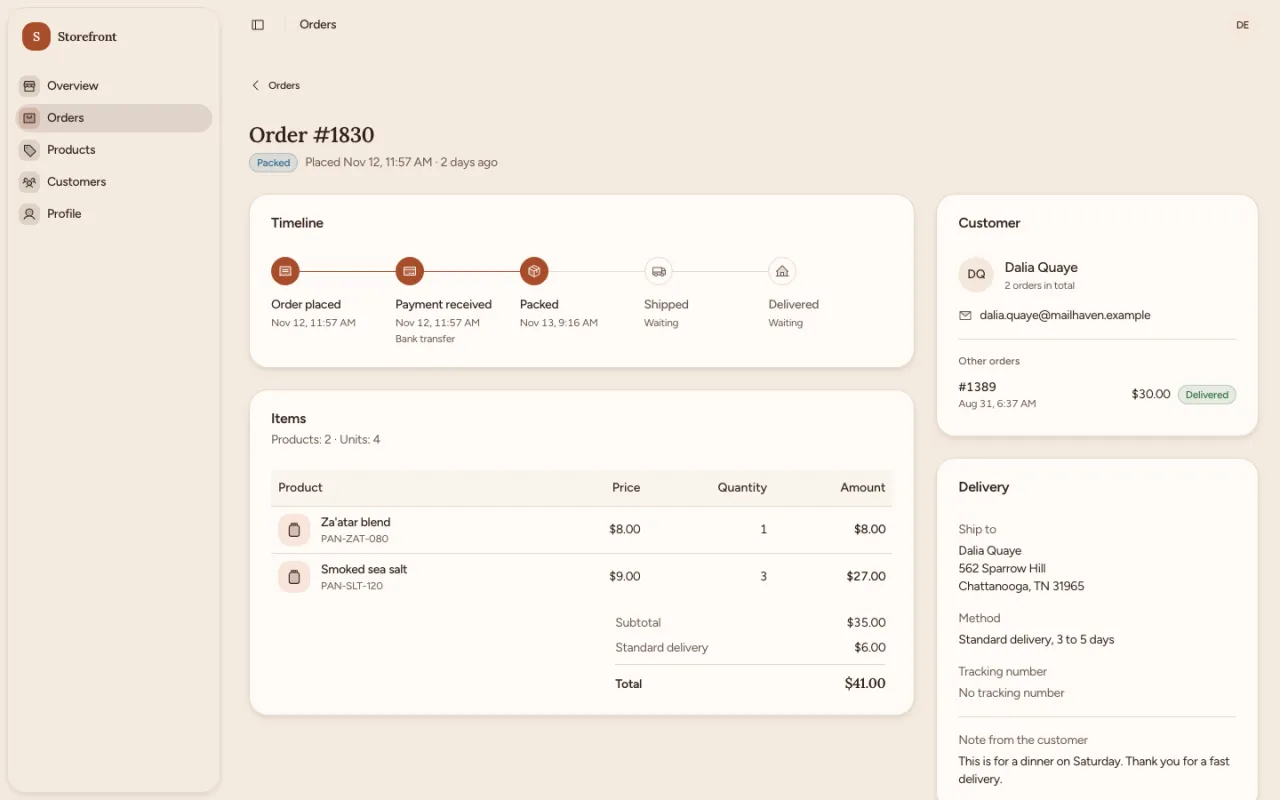 S Storefront
Overview
Orders
Products
Customers
Profile
Orders
DE
Orders
Order #1830
Packed Placed Nov 12, 11:57 AM · 2 days ago
Timeline
Order placed
Nov 12, 11:57 AM
Payment received
Nov 12, 11:57 AM
Bank transfer
Packed
Nov 13, 9:16 AM
Shipped
Waiting
Delivered
Waiting
Items
Products: 2 · Units: 4
Product Price Quantity Amount
Za'atar blend
PAN-ZAT-080
$8.00 1 $8.00
Smoked sea salt
PAN-SLT-120
$9.00 3 $27.00
Subtotal $35.00
Standard delivery $6.00
Total $41.00
Customer
DQ
Dalia Quaye
2 orders in total
dalia.quaye@mailhaven.example
Other orders
#1389
Aug 31, 6:37 AM
$30.00 Delivered
Delivery
Ship to
Dalia Quaye
562 Sparrow Hill
Chattanooga, TN 31965
Method
Standard delivery, 3 to 5 days
Tracking number
No tracking number
Note from the customer
This is for a dinner on Saturday. Thank you for a fast
delivery.